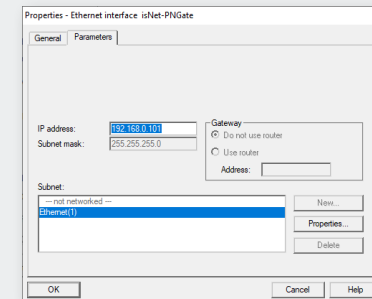 Properties - Ethernet interface isNet-PNGate
General
Parameters
IP address:
192.168.0.101
Subnet mask:
255.255.255.0
Gateway
Do not use router
Use router
Address:
Subnet:
--- not networked ---
Ethernet(1)
New...
Properties...
Delete
OK
Cancel
Help